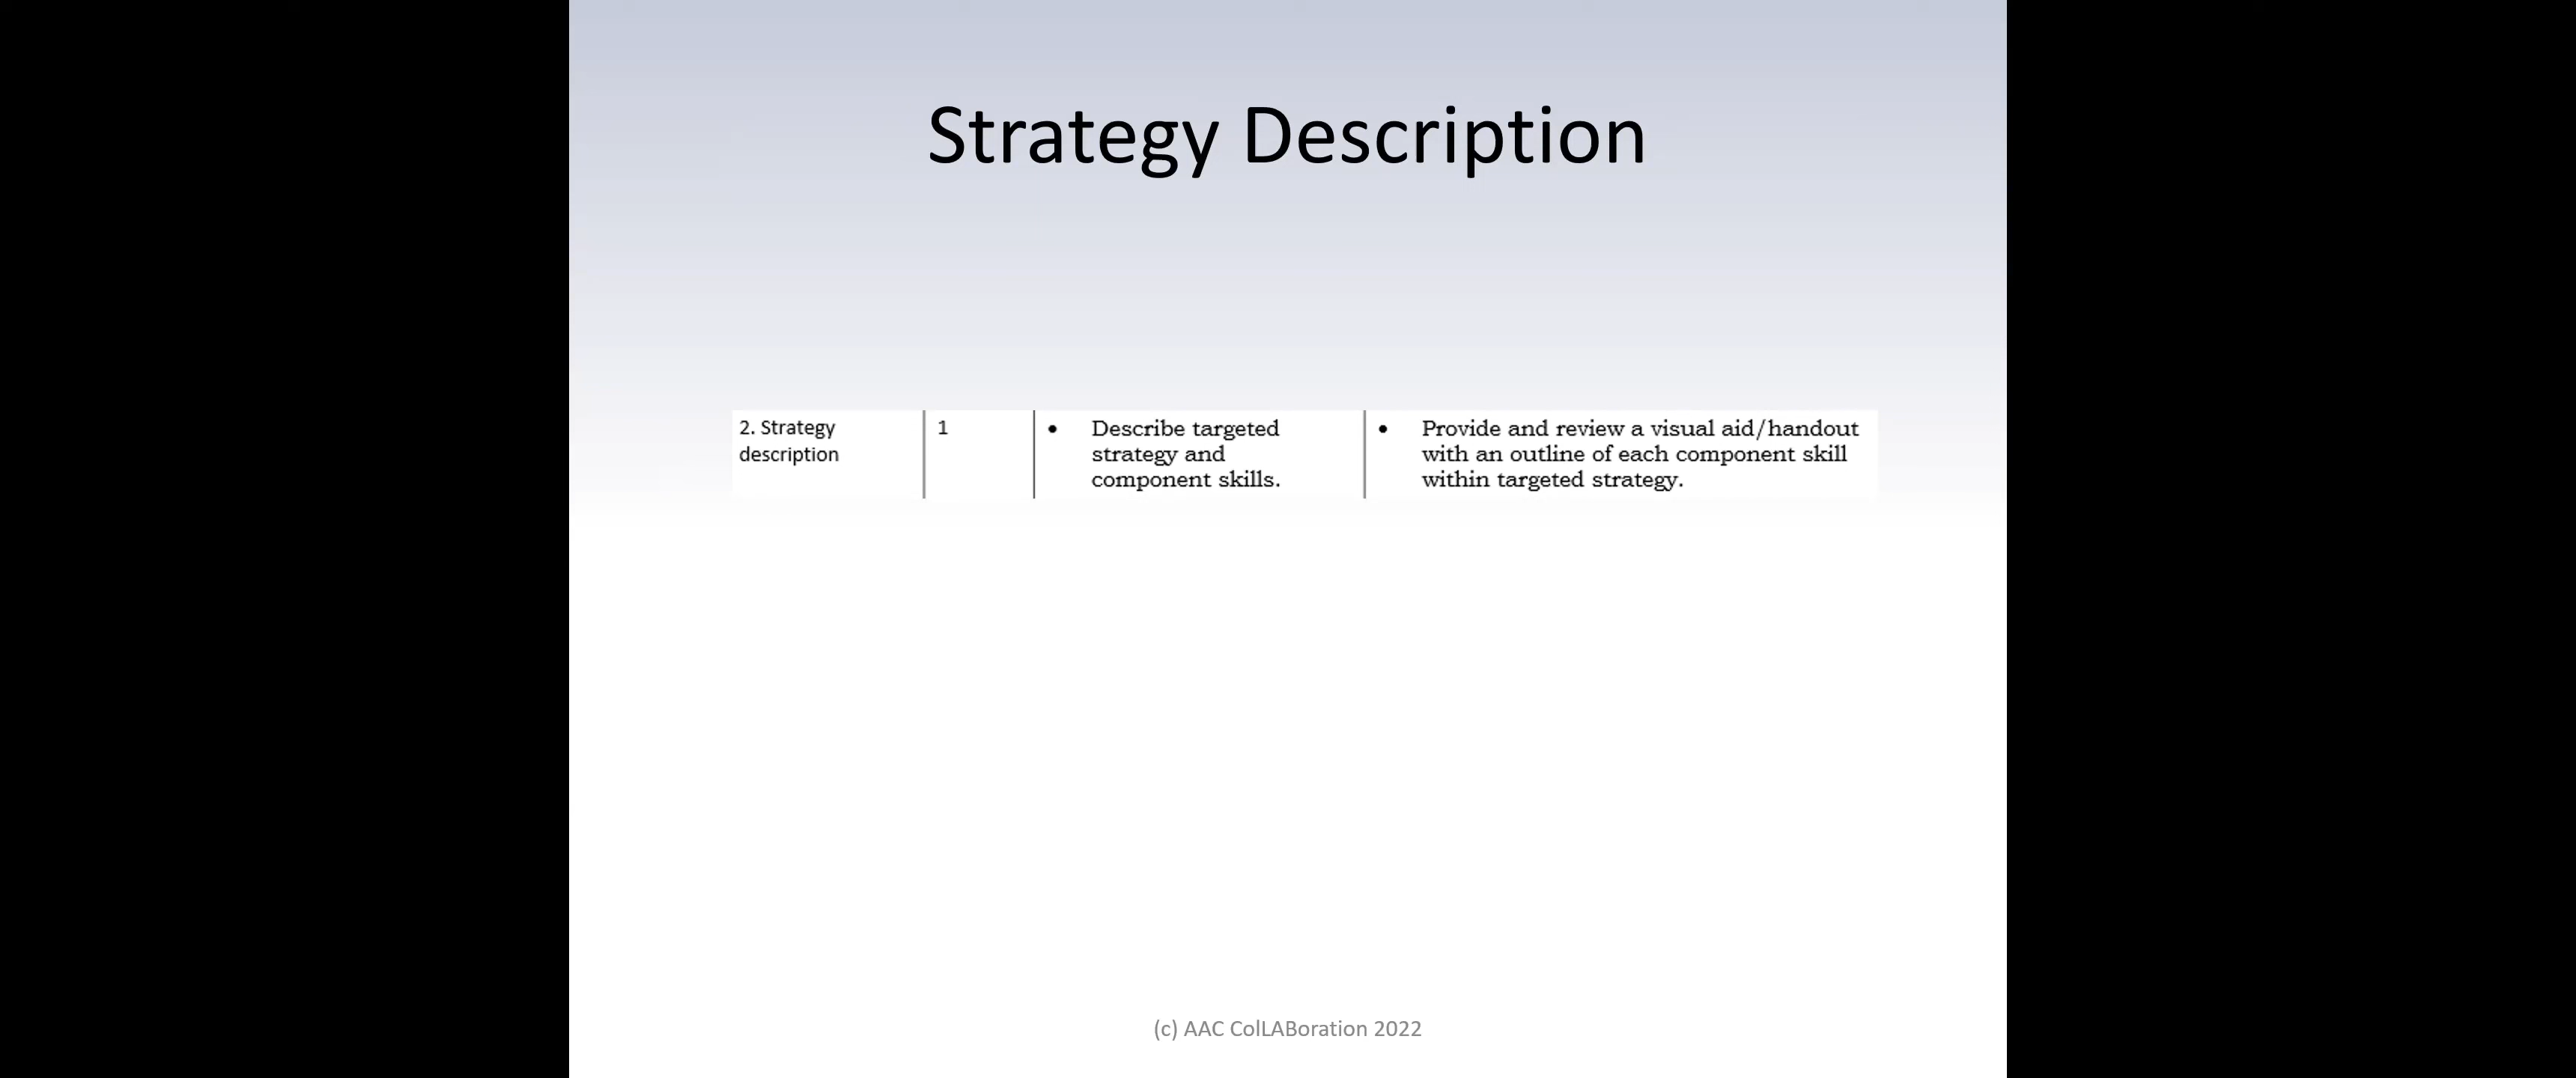 Strategy Description
2. Strategy
description
1
• Describe targeted
strategy and
component skills.
• Provide and review a visual aid/handout
with an outline of each component skill
within targeted strategy.
(c) AAC ColLABoration 2022